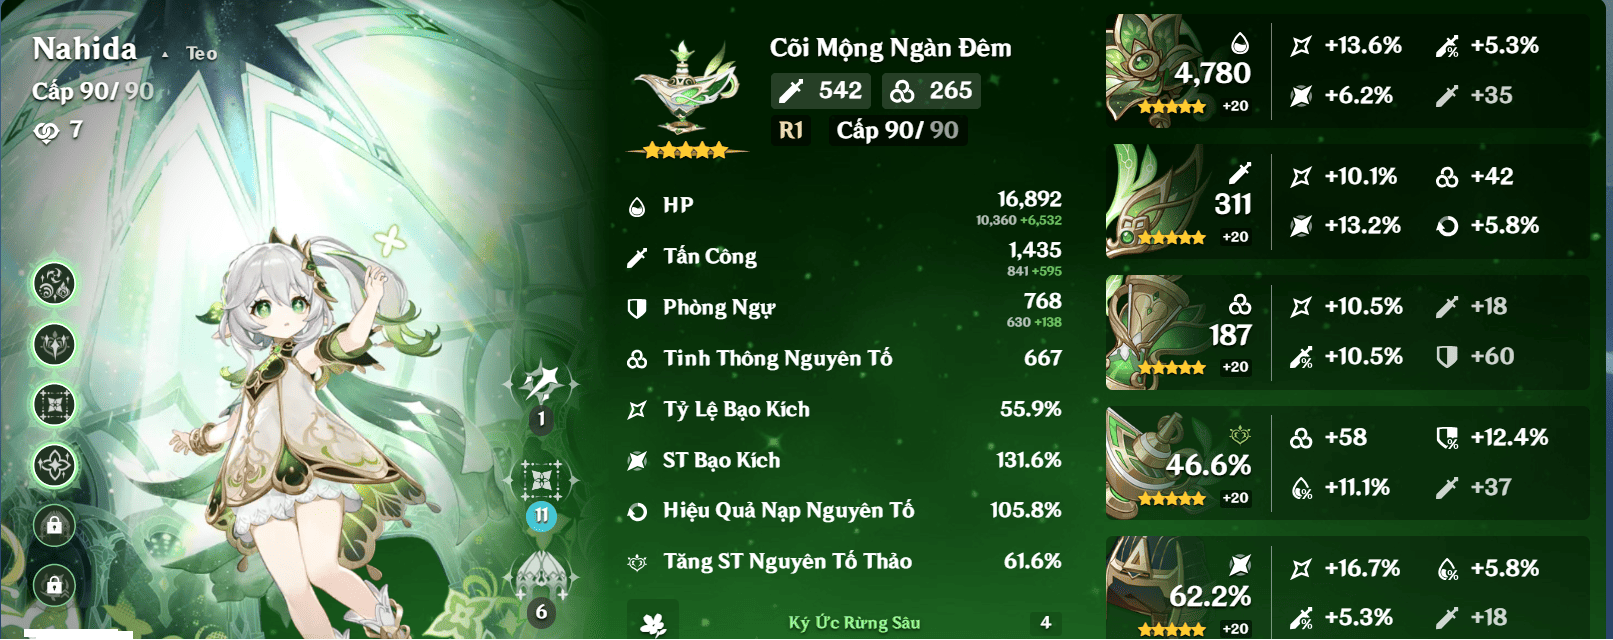 Nahida ▲ Teo
Cấp 90/ 90
7
1
11
6
Cõi Mộng Ngàn Đêm
542 265
R1 Cấp 90/ 90
HP 16,892
10,360 +6,532
Tấn Công 1,435
841 +595
Phòng Ngự 768
630 +138
Tinh Thông Nguyên Tố 667
Tỷ Lệ Bạo Kích 55.9%
ST Bạo Kích 131.6%
Hiệu Quả Nạp Nguyên Tố 105.8%
Tăng ST Nguyên Tố Thảo 61.6%
Ký Ức Rừng Sâu 4
4,780
+20
+13.6% +5.3%
+6.2% +35
311
+20
+10.1% +42
+13.2% +5.8%
187
+20
+10.5% +18
+10.5% +60
46.6%
+20
+58 +12.4%
+11.1% +37
62.2%
+20
+16.7% +5.8%
+5.3% +18